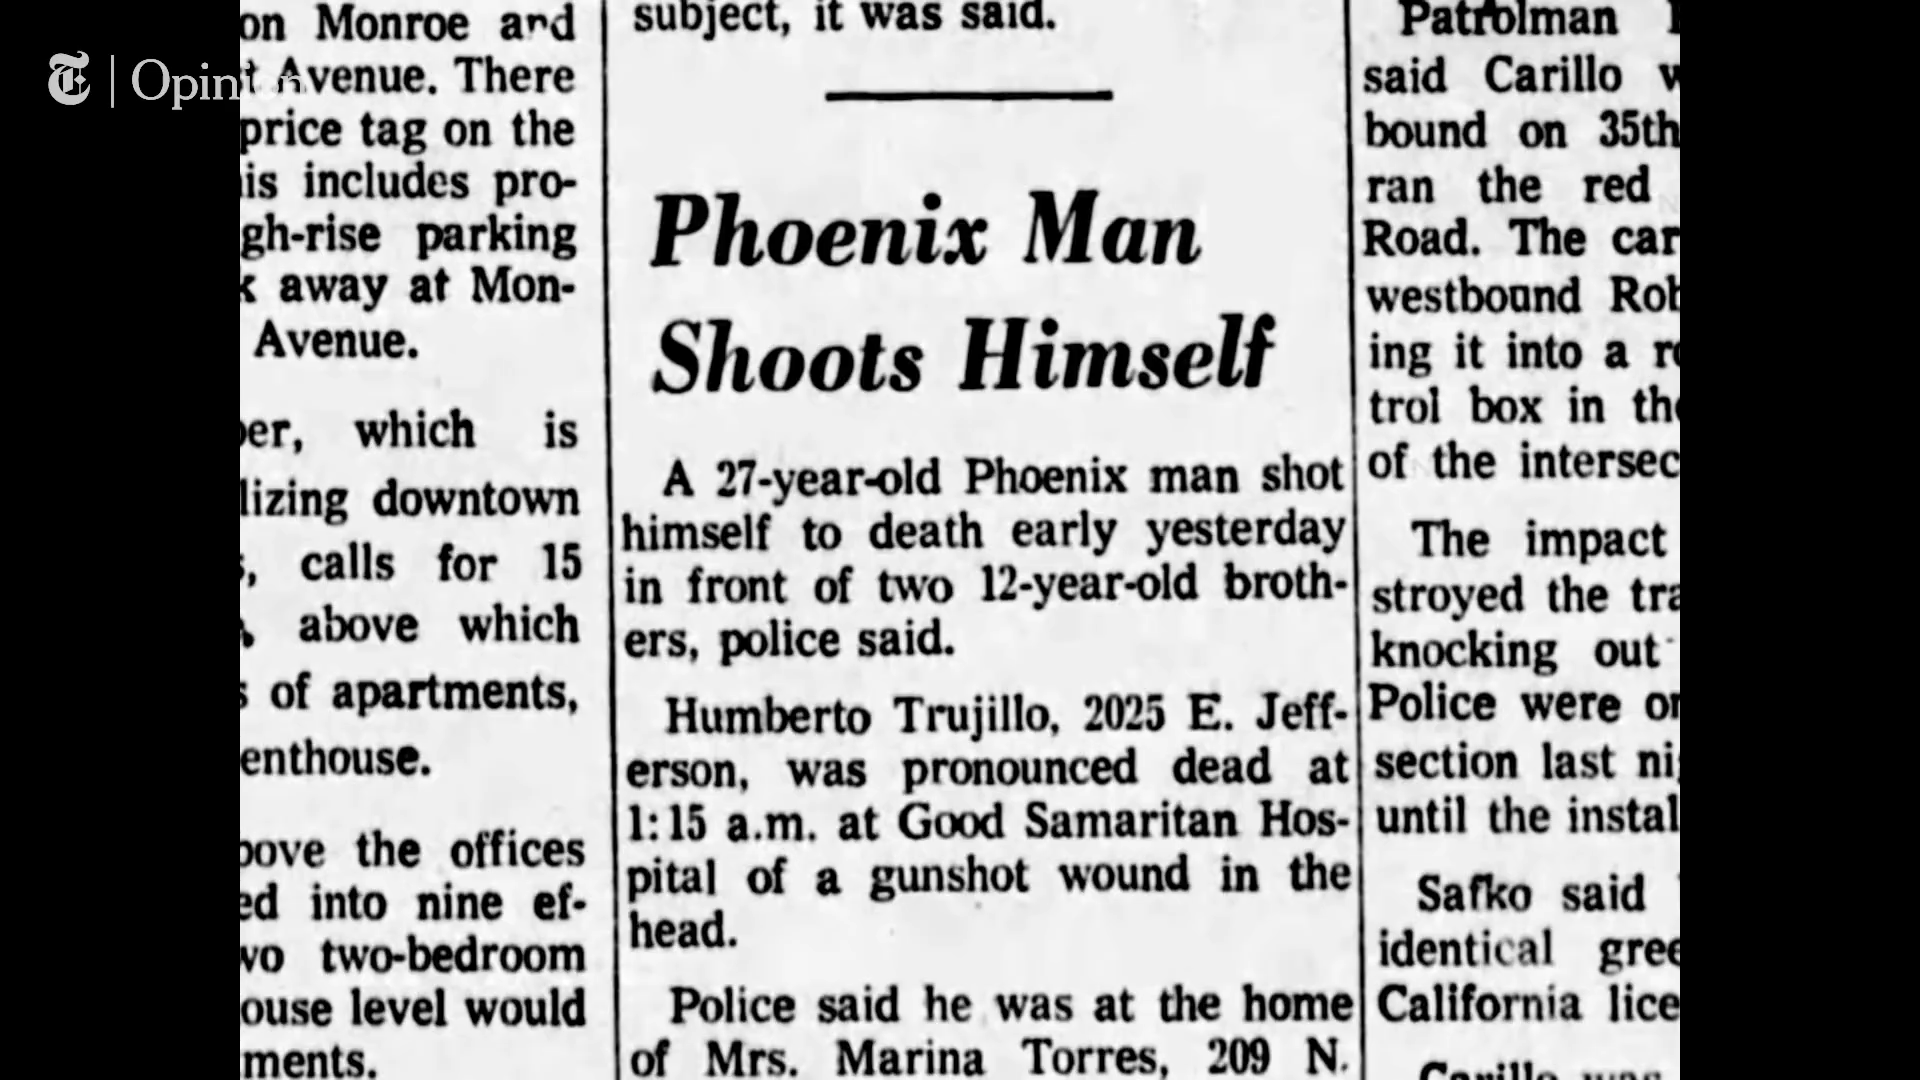 Opinion
on Monroe and
Avenue. There
price tag on the
is includes pro-
gh-rise parking
away at Mon-
Avenue.
er, which is
lizing downtown
calls for 15
above which
of apartments,
enthouse.
ove the offices
ed into nine ef-
wo two-bedroom
ouse level would
ments.
subject, it was said.
Phoenix Man
Shoots Himself
A 27-year-old Phoenix man shot
himself to death early yesterday
in front of two 12-year-old broth-
ers, police said.
Humberto Trujillo, 2025 E. Jeff-
erson, was pronounced dead at
1:15 a.m. at Good Samaritan Hos-
pital of a gunshot wound in the
head.
Police said he was at the home
of Mrs. Marina Torres, 209 N.
Patrolman
said Carillo w
bound on 35th
ran the red
Road. The car
westbound Rob
ing it into a
trol box in the
of the intersec
The impact
stroyed the tra
knocking out
Police were on
section last ni
until the instal
Safko said
identical gree
California lice
Carillo was